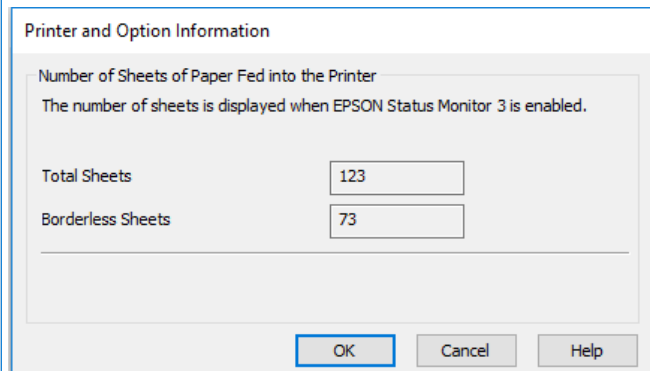 Printer and Option Information
Number of Sheets of Paper Fed into the Printer
The number of sheets is displayed when EPSON Status Monitor 3 is enabled.
Total Sheets 123
Borderless Sheets 73
OK Cancel Help